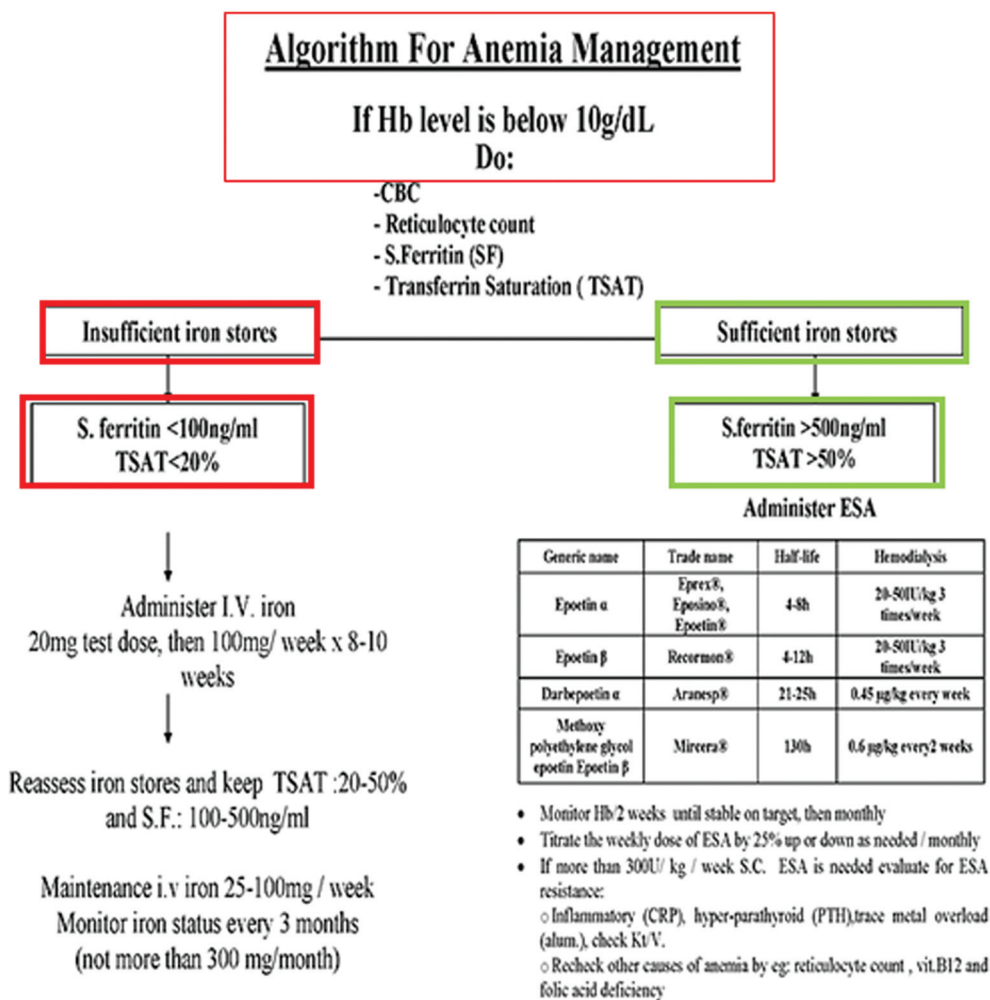 Algorithm For Anemia Management
If Hb level is below 10g/dL
Do:
-CBC
- Reticulocyte count
- S.Ferritin (SF)
- Transferrin Saturation ( TSAT)
Insufficient iron stores
Sufficient iron stores
S. ferritin <100ng/ml
TSAT<20%
S.ferritin >500ng/ml
TSAT >50%
Administer I.V. iron
20mg test dose, then 100mg/ week x 8-10
weeks
Reassess iron stores and keep TSAT :20-50%
and S.F.: 100-500ng/ml
Maintenance i.v iron 25-100mg / week
Monitor iron status every 3 months
(not more than 300 mg/month)
Administer ESA
Generic name Trade name Half-life Hemodialysis
Epoetin α Eprex®, Eposino®, Epoetin® 4-8h 20-50IU/kg 3 times/week
Epoetin β Recormon® 4-12h 20-50IU/kg 3 times/week
Darbepoetin α Aranesp® 21-25h 0.45 µg/kg every week
Methoxy polyethylene glycol epoetin Epoetin β Mircera® 130h 0.6 µg/kg every2 weeks
• Monitor Hb/2 weeks until stable on target, then monthly
• Titrate the weekly dose of ESA by 25% up or down as needed / monthly
• If more than 300U/ kg / week S.C. ESA is needed evaluate for ESA
resistance:
○ Inflammatory (CRP), hyper-parathyroid (PTH),trace metal overload
(alum.), check Kt/V.
○ Recheck other causes of anemia by eg: reticulocyte count , vit.B12 and
folic acid deficiency